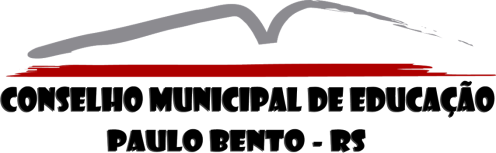 CONSELHO MUNICIPAL DE EDUCAÇÃO
PAULO BENTO - RS